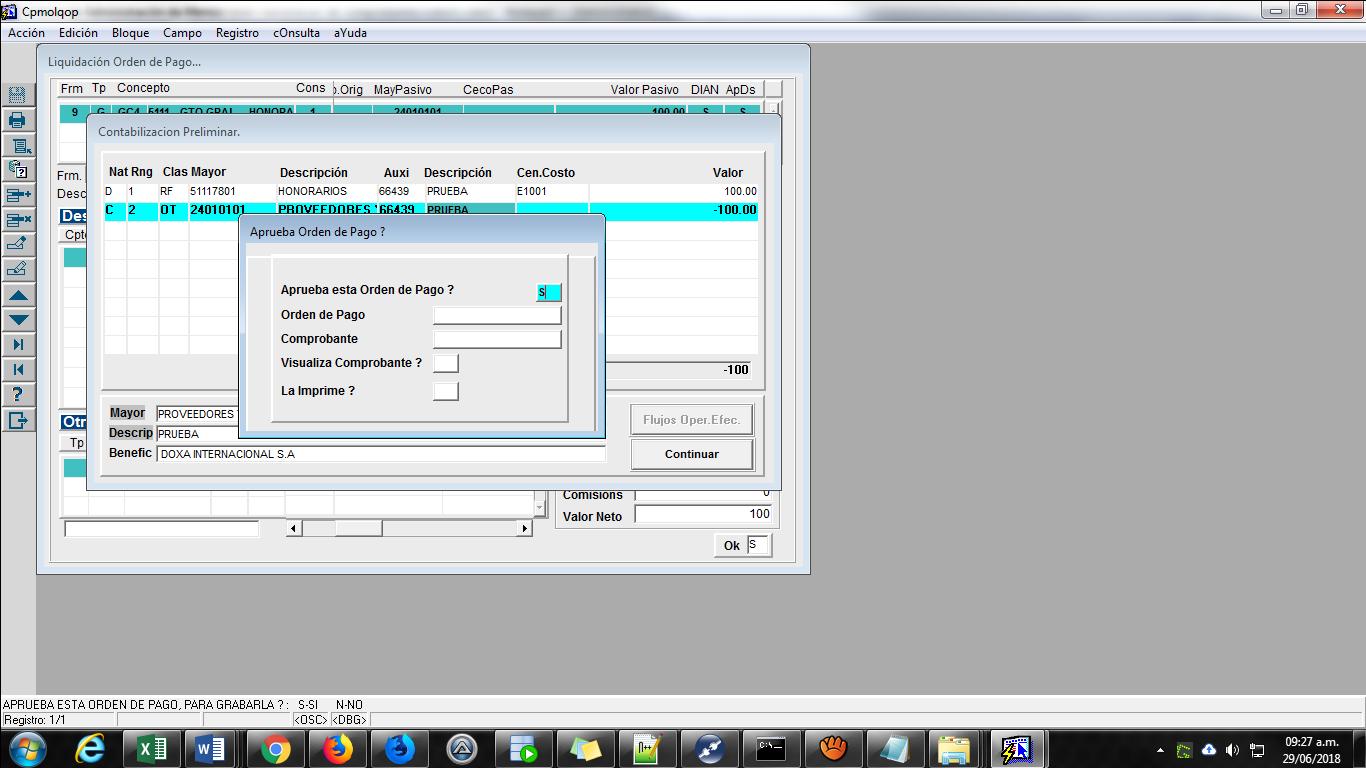 Cpmolqop
Acción Edición Bloque Campo Registro cOnsulta aYuda
Liquidación Orden de Pago...
Frm Tp Concepto Cons o.Orig MayPasivo CecoPas Valor Pasivo DIAN ApDs
9 G GC4 5111 GTO GRAL HONORA 1 24010101 100.00 S S
Contabilizacion Preliminar.
Nat Rng Clas Mayor Descripción Auxi Descripción Cen.Costo Valor
D 1 RF 51117801 HONORARIOS 66439 PRUEBA E1001 100.00
C 2 OT 24010101 PROVEEDORES 66439 PRUEBA -100.00
Frm.
Desc
Des
Cpto
Aprueba Orden de Pago ?
Aprueba esta Orden de Pago ? S
Orden de Pago
Comprobante
Visualiza Comprobante ?
La Imprime ?
-100
Mayor PROVEEDORES
Descrip PRUEBA
Benefic DOXA INTERNACIONAL S.A
Flujos Oper.Efec.
Continuar
Otr
Tp
Comisions 0
Valor Neto 100
Ok S
APRUEBA ESTA ORDEN DE PAGO, PARA GRABARLA ? : S-SI N-NO
Registro: 1/1 <OSC> <DBG>
09:27 a.m.
29/06/2018